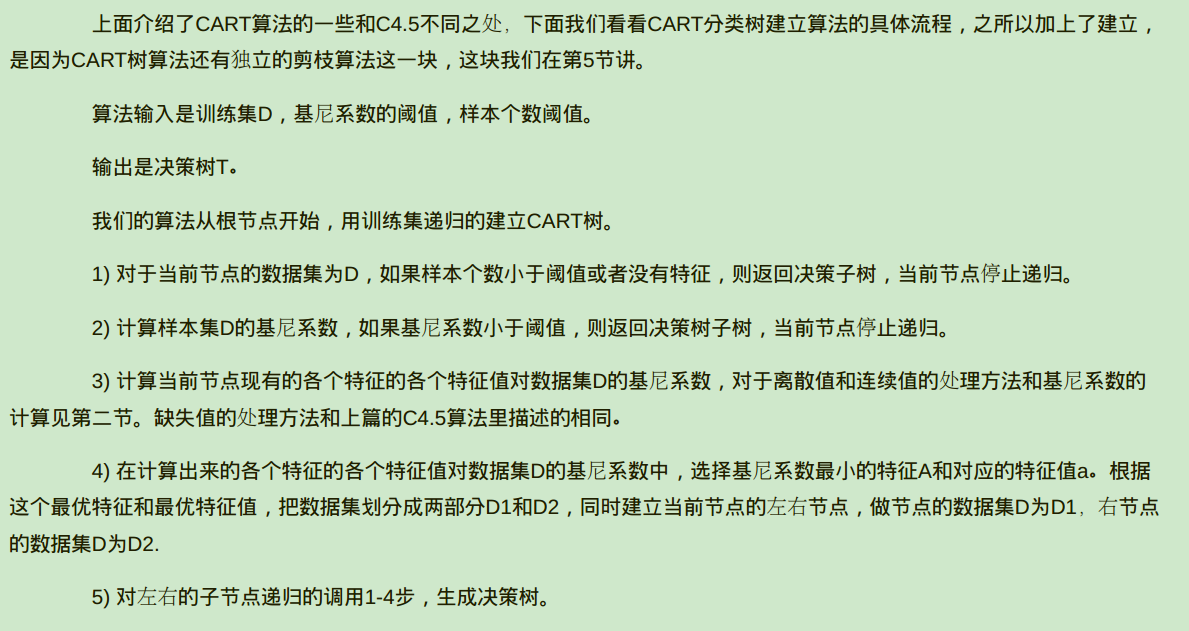 上面介绍了CART算法的一些和C4.5不同之处，下面我们看看CART分类树建立算法的具体流程，之所以加上了建立，
是因为CART树算法还有独立的剪枝算法这一块，这块我们在第5节讲。
算法输入是训练集D，基尼系数的阈值，样本个数阈值。
输出是决策树T。
我们的算法从根节点开始，用训练集递归的建立CART树。
1) 对于当前节点的数据集为D，如果样本个数小于阈值或者没有特征，则返回决策子树，当前节点停止递归。
2) 计算样本集D的基尼系数，如果基尼系数小于阈值，则返回决策树子树，当前节点停止递归。
3) 计算当前节点现有的各个特征的各个特征值对数据集D的基尼系数，对于离散值和连续值的处理方法和基尼系数的
计算见第二节。缺失值的处理方法和上篇的C4.5算法里描述的相同。
4) 在计算出来的各个特征的各个特征值对数据集D的基尼系数中，选择基尼系数最小的特征A和对应的特征值a。根据
这个最优特征和最优特征值，把数据集划分成两部分D1和D2，同时建立当前节点的左右节点，做节点的数据集D为D1，右节点
的数据集D为D2.
5) 对左右的子节点递归的调用1-4步，生成决策树。